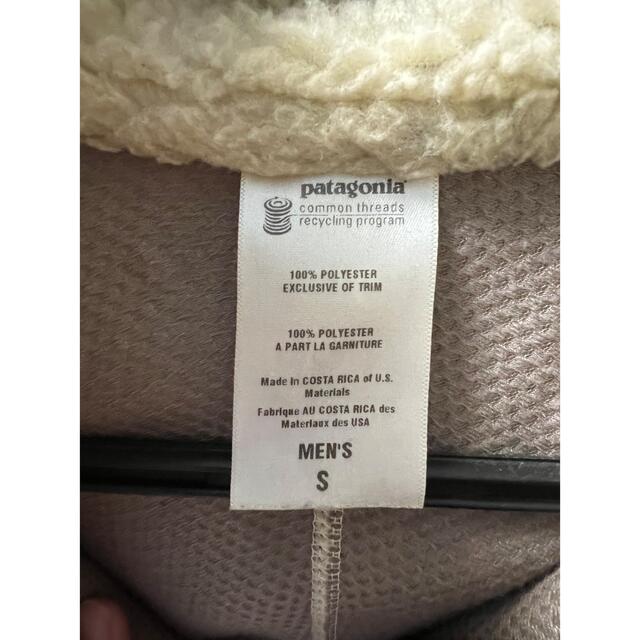 patagonia®
common threads
recycling program
100% POLYESTER
EXCLUSIVE OF TRIM
100% POLYESTER
A PART LA GARNITURE
Made In COSTA RICA of U.S.
Materials
Fabrique AU COSTA RICA des
Materiaux des USA
MEN'S
S